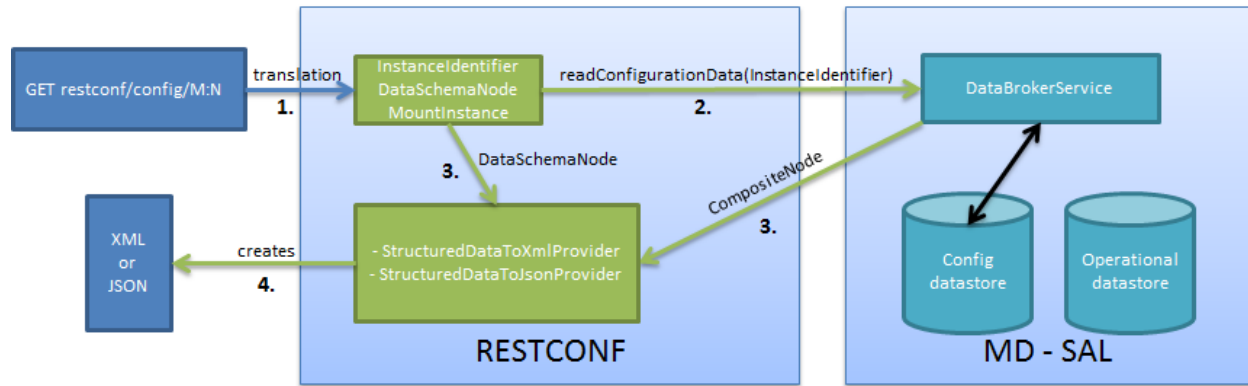 GET restconf/config/M:N
translation
1.
InstanceIdentifier
DataSchemaNode
MountInstance
readConfigurationData(InstanceIdentifier)
2.
DataBrokerService
3.
DataSchemaNode
CompositeNode
3.
XML
or
JSON
creates
4.
- StructuredDataToXmlProvider
- StructuredDataToJsonProvider
Config
datastore
Operational
datastore
RESTCONF
MD - SAL